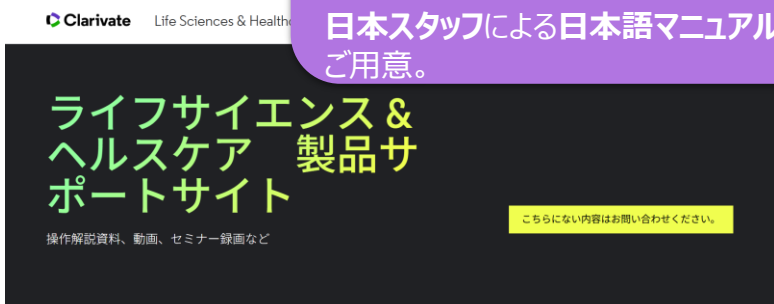 Clarivate
Life Sciences & Healthc
日本スタッフによる日本語マニュアル
ご用意。
ライフサイエンス &
ヘルスケア　製品サ
ポートサイト
操作解説資料、動画、セミナー録画など
こちらにない内容はお問い合わせください。